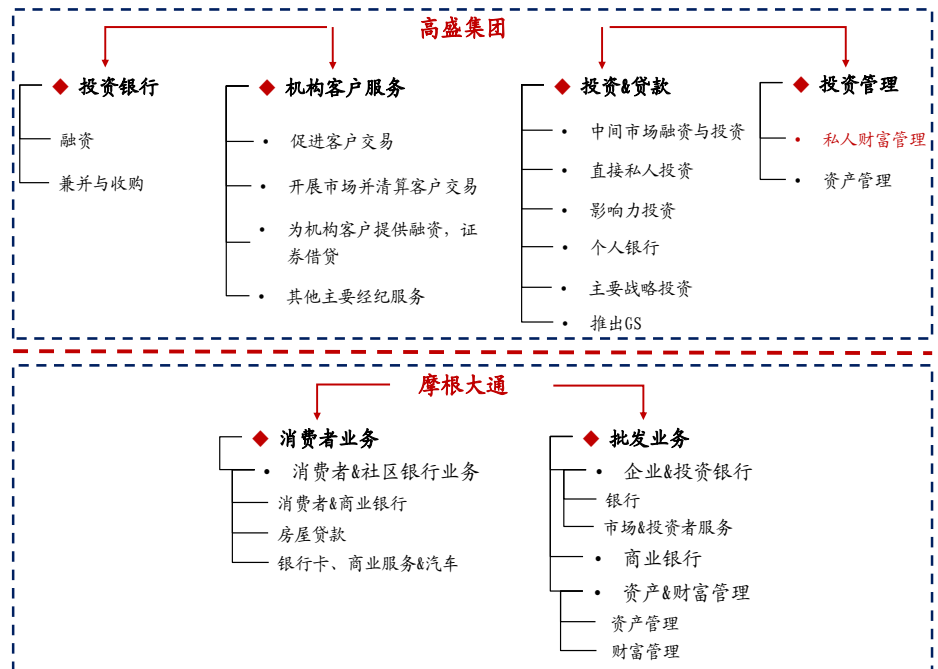 高盛集团
投资银行
融资
兼并与收购
机构客户服务
促进客户交易
开展市场并清算客户交易
为机构客户提供融资，证
券借贷
其他主要经纪服务
投资&贷款
中间市场融资与投资
直接私人投资
影响力投资
个人银行
主要战略投资
推出GS
投资管理
私人财富管理
资产管理
摩根大通
消费者业务
消费者&社区银行业务
消费者&商业银行
房屋贷款
银行卡、商业服务&汽车
批发业务
企业&投资银行
银行
市场&投资者服务
商业银行
资产&财富管理
资产管理
财富管理